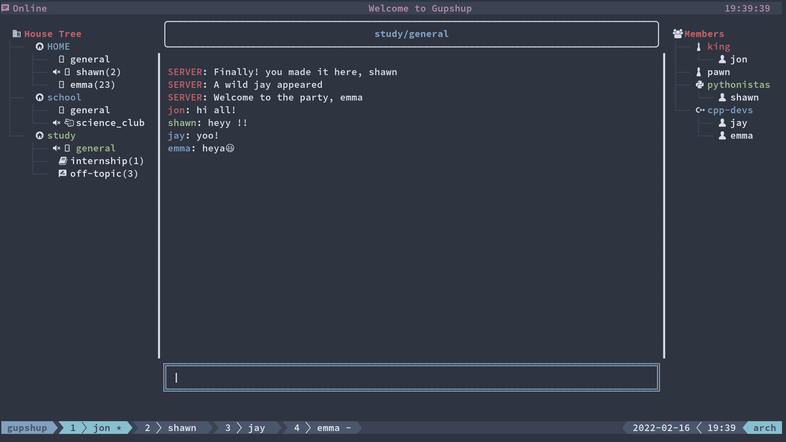 Online Welcome to Gupshup 19:39:39
House Tree
HOME
general
shawn(2)
emma(23)
school
general
science_club
study
general
internship(1)
off-topic(3)
study/general
SERVER: Finally! you made it here, shawn
SERVER: A wild jay appeared
SERVER: Welcome to the party, emma
jon: hi all!
shawn: heyy !!
jay: yoo!
emma: heya😃
Members
king
jon
pawn
pythonistas
shawn
cpp-devs
jay
emma
gupshup 1 jon * 2 shawn 3 jay 4 emma - 2022-02-16 19:39 arch